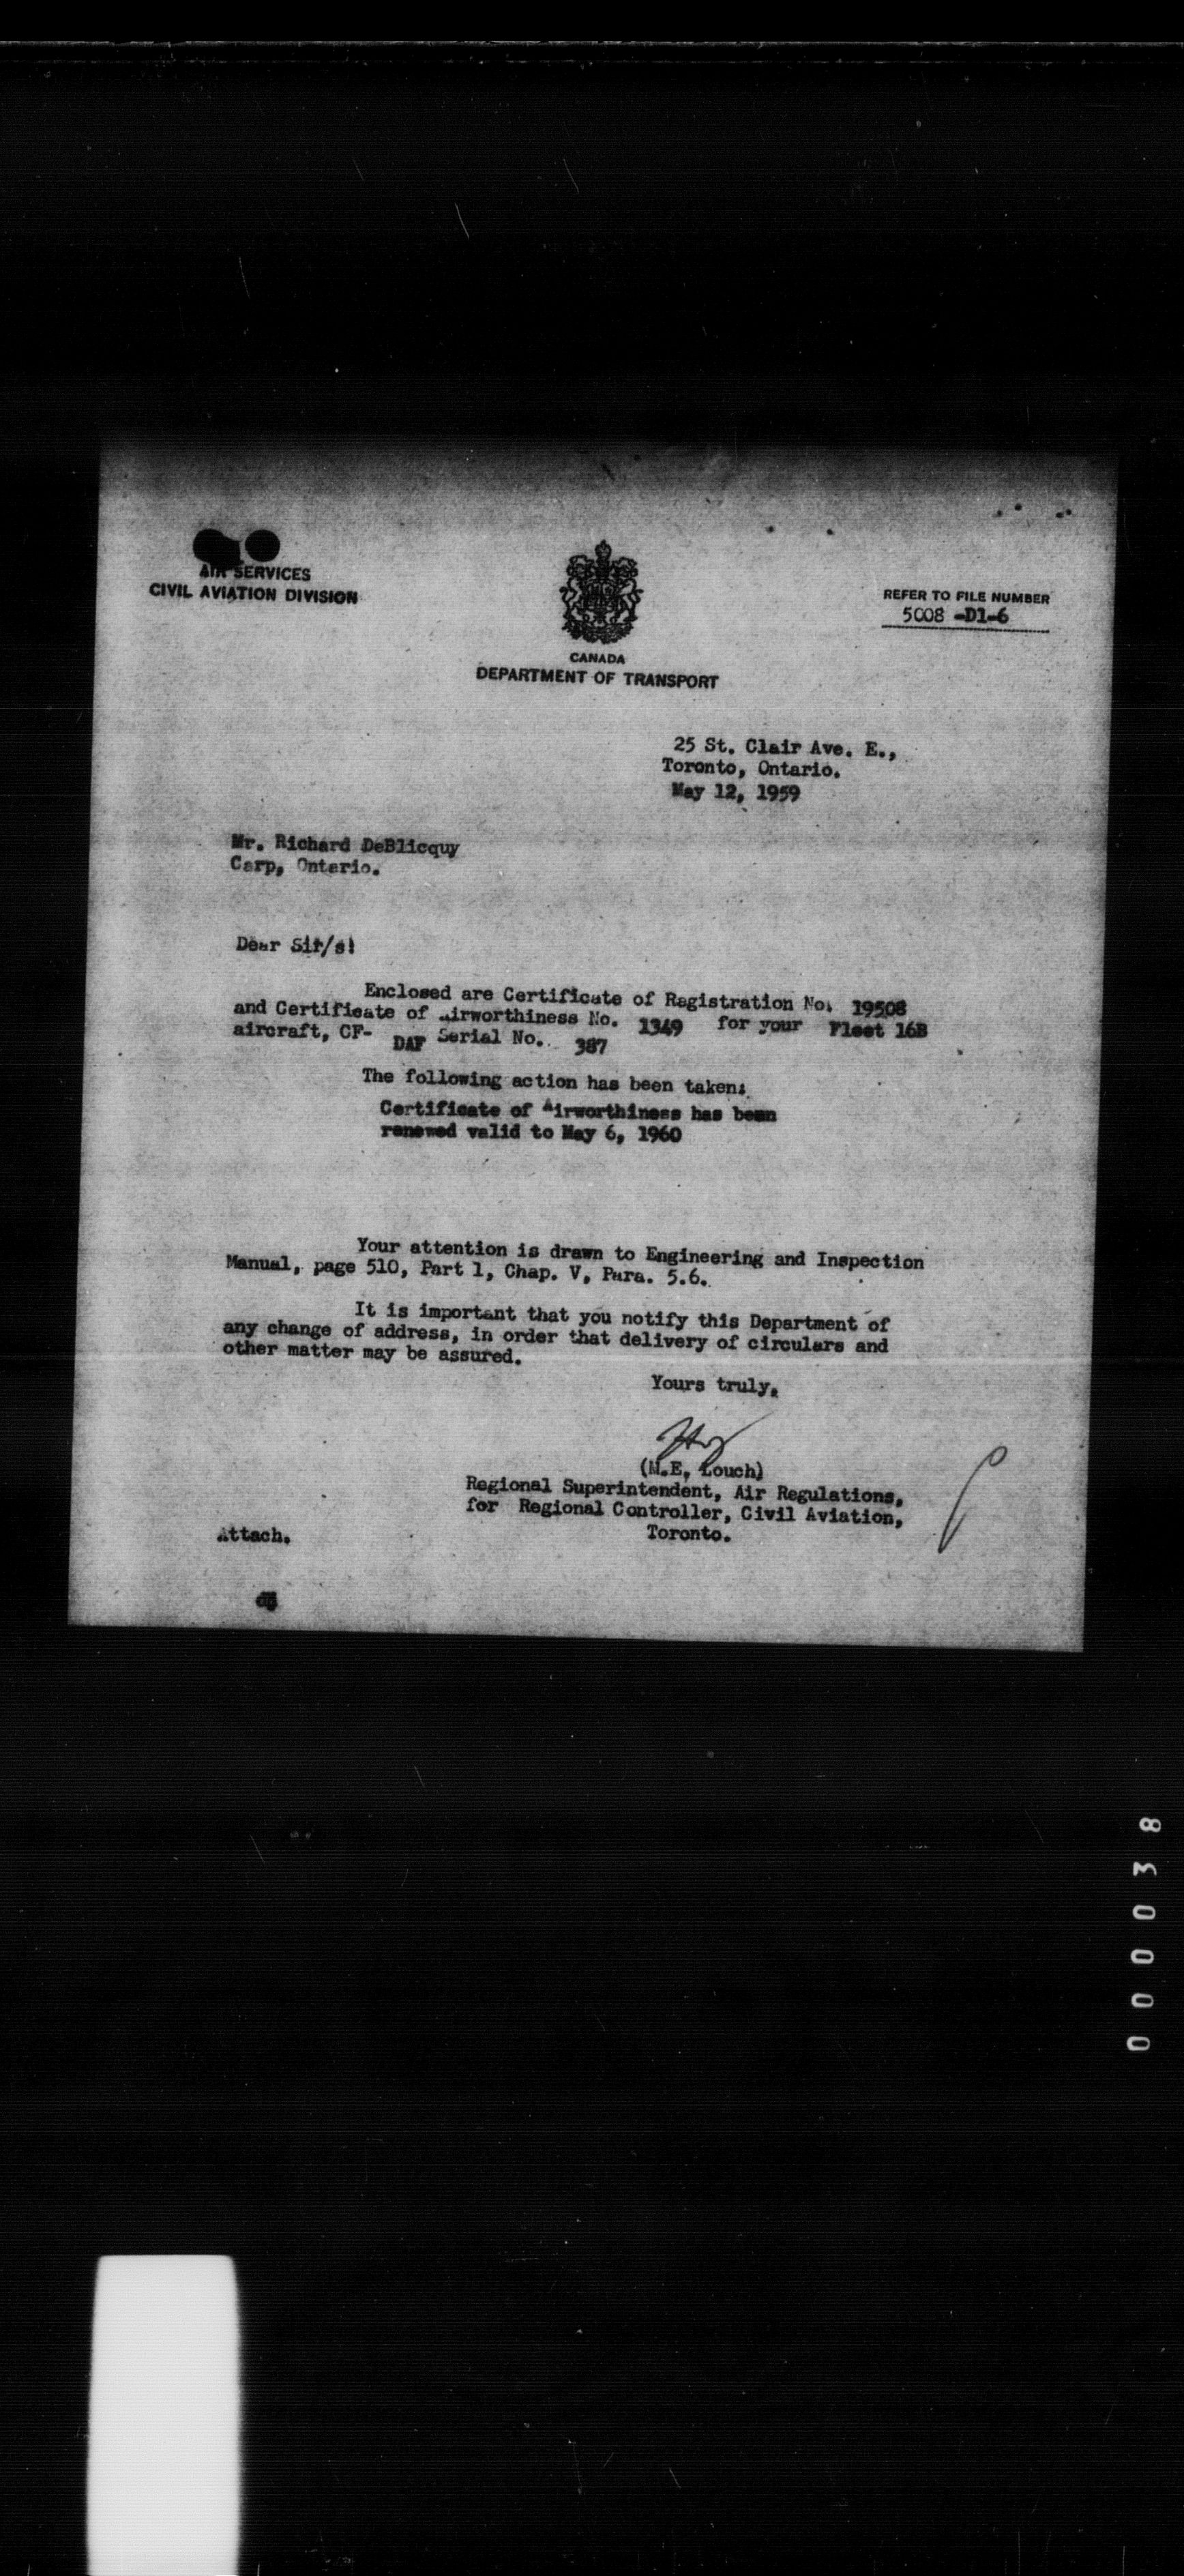 AIR SERVICES
CIVIL AVIATION DIVISION
REFER TO FILE NUMBER
5008 -D1-6
CANADA
DEPARTMENT OF TRANSPORT
25 St. Clair Ave. E.,
Toronto, Ontario.
May 12, 1959
Mr. Richard DeBlicquy
Carp, Ontario.
Dear Sir/s:
Enclosed are Certificate of Registration No. 19508
and Certificate of Airworthiness No. 1349 for your Fleet 16B
aircraft, CF- DAF Serial No. 387
The following action has been taken:
Certificate of Airworthiness has been
renewed valid to May 6, 1960
Your attention is drawn to Engineering and Inspection
Manual, page 510, Part 1, Chap. V, Para. 5.6.
It is important that you notify this Department of
any change of address, in order that delivery of circulars and
other matter may be assured.
Yours truly,
(M.E. Louch)
Regional Superintendent, Air Regulations,
for Regional Controller, Civil Aviation,
Toronto.
Attach.
000038